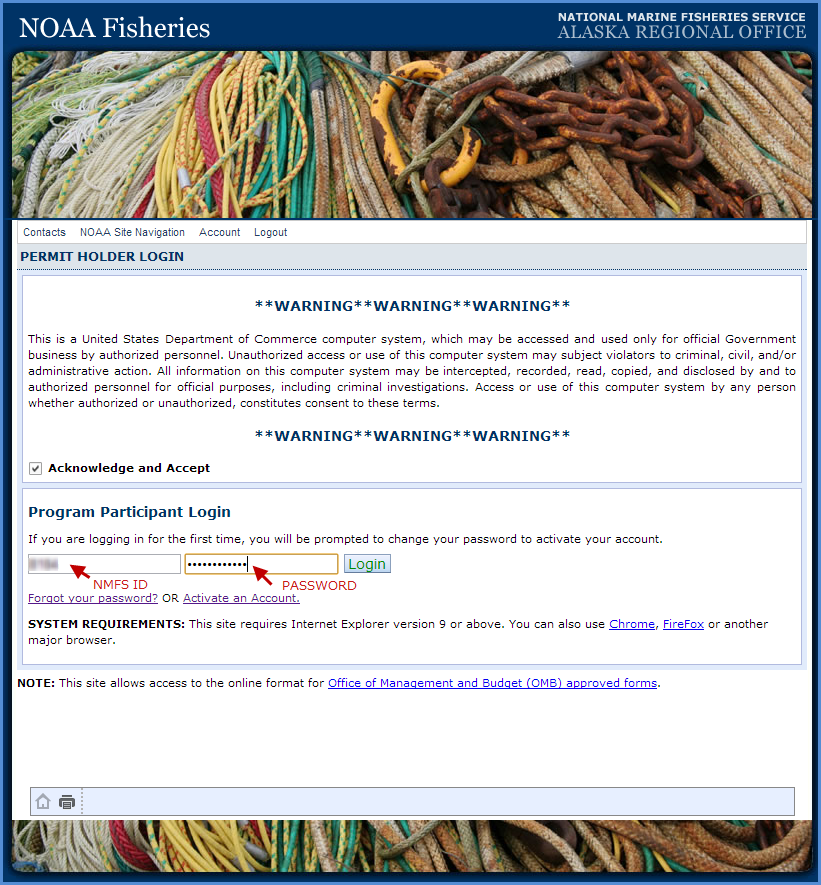 NOAA Fisheries
NATIONAL MARINE FISHERIES SERVICE
ALASKA REGIONAL OFFICE
Contacts NOAA Site Navigation Account Logout
PERMIT HOLDER LOGIN
**WARNING**WARNING**WARNING**
This is a United States Department of Commerce computer system, which may be accessed and used only for official Government
business by authorized personnel. Unauthorized access or use of this computer system may subject violators to criminal, civil, and/or
administrative action. All information on this computer system may be intercepted, recorded, read, copied, and disclosed by and to
authorized personnel for official purposes, including criminal investigations. Access or use of this computer system by any person
whether authorized or unauthorized, constitutes consent to these terms.
**WARNING**WARNING**WARNING**
Acknowledge and Accept
Program Participant Login
If you are logging in for the first time, you will be prompted to change your password to activate your account.
Login
NMFS ID PASSWORD
Forgot your password? OR Activate an Account.
SYSTEM REQUIREMENTS: This site requires Internet Explorer version 9 or above. You can also use Chrome, FireFox or another
major browser.
NOTE: This site allows access to the online format for Office of Management and Budget (OMB) approved forms.